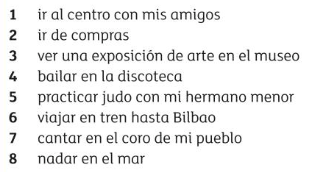 1 ir al centro con mis amigos
2 ir de compras
3 ver una exposición de arte en el museo
4 bailar en la discoteca
5 practicar judo con mi hermano menor
6 viajar en tren hasta Bilbao
7 cantar en el coro de mi pueblo
8 nadar en el mar